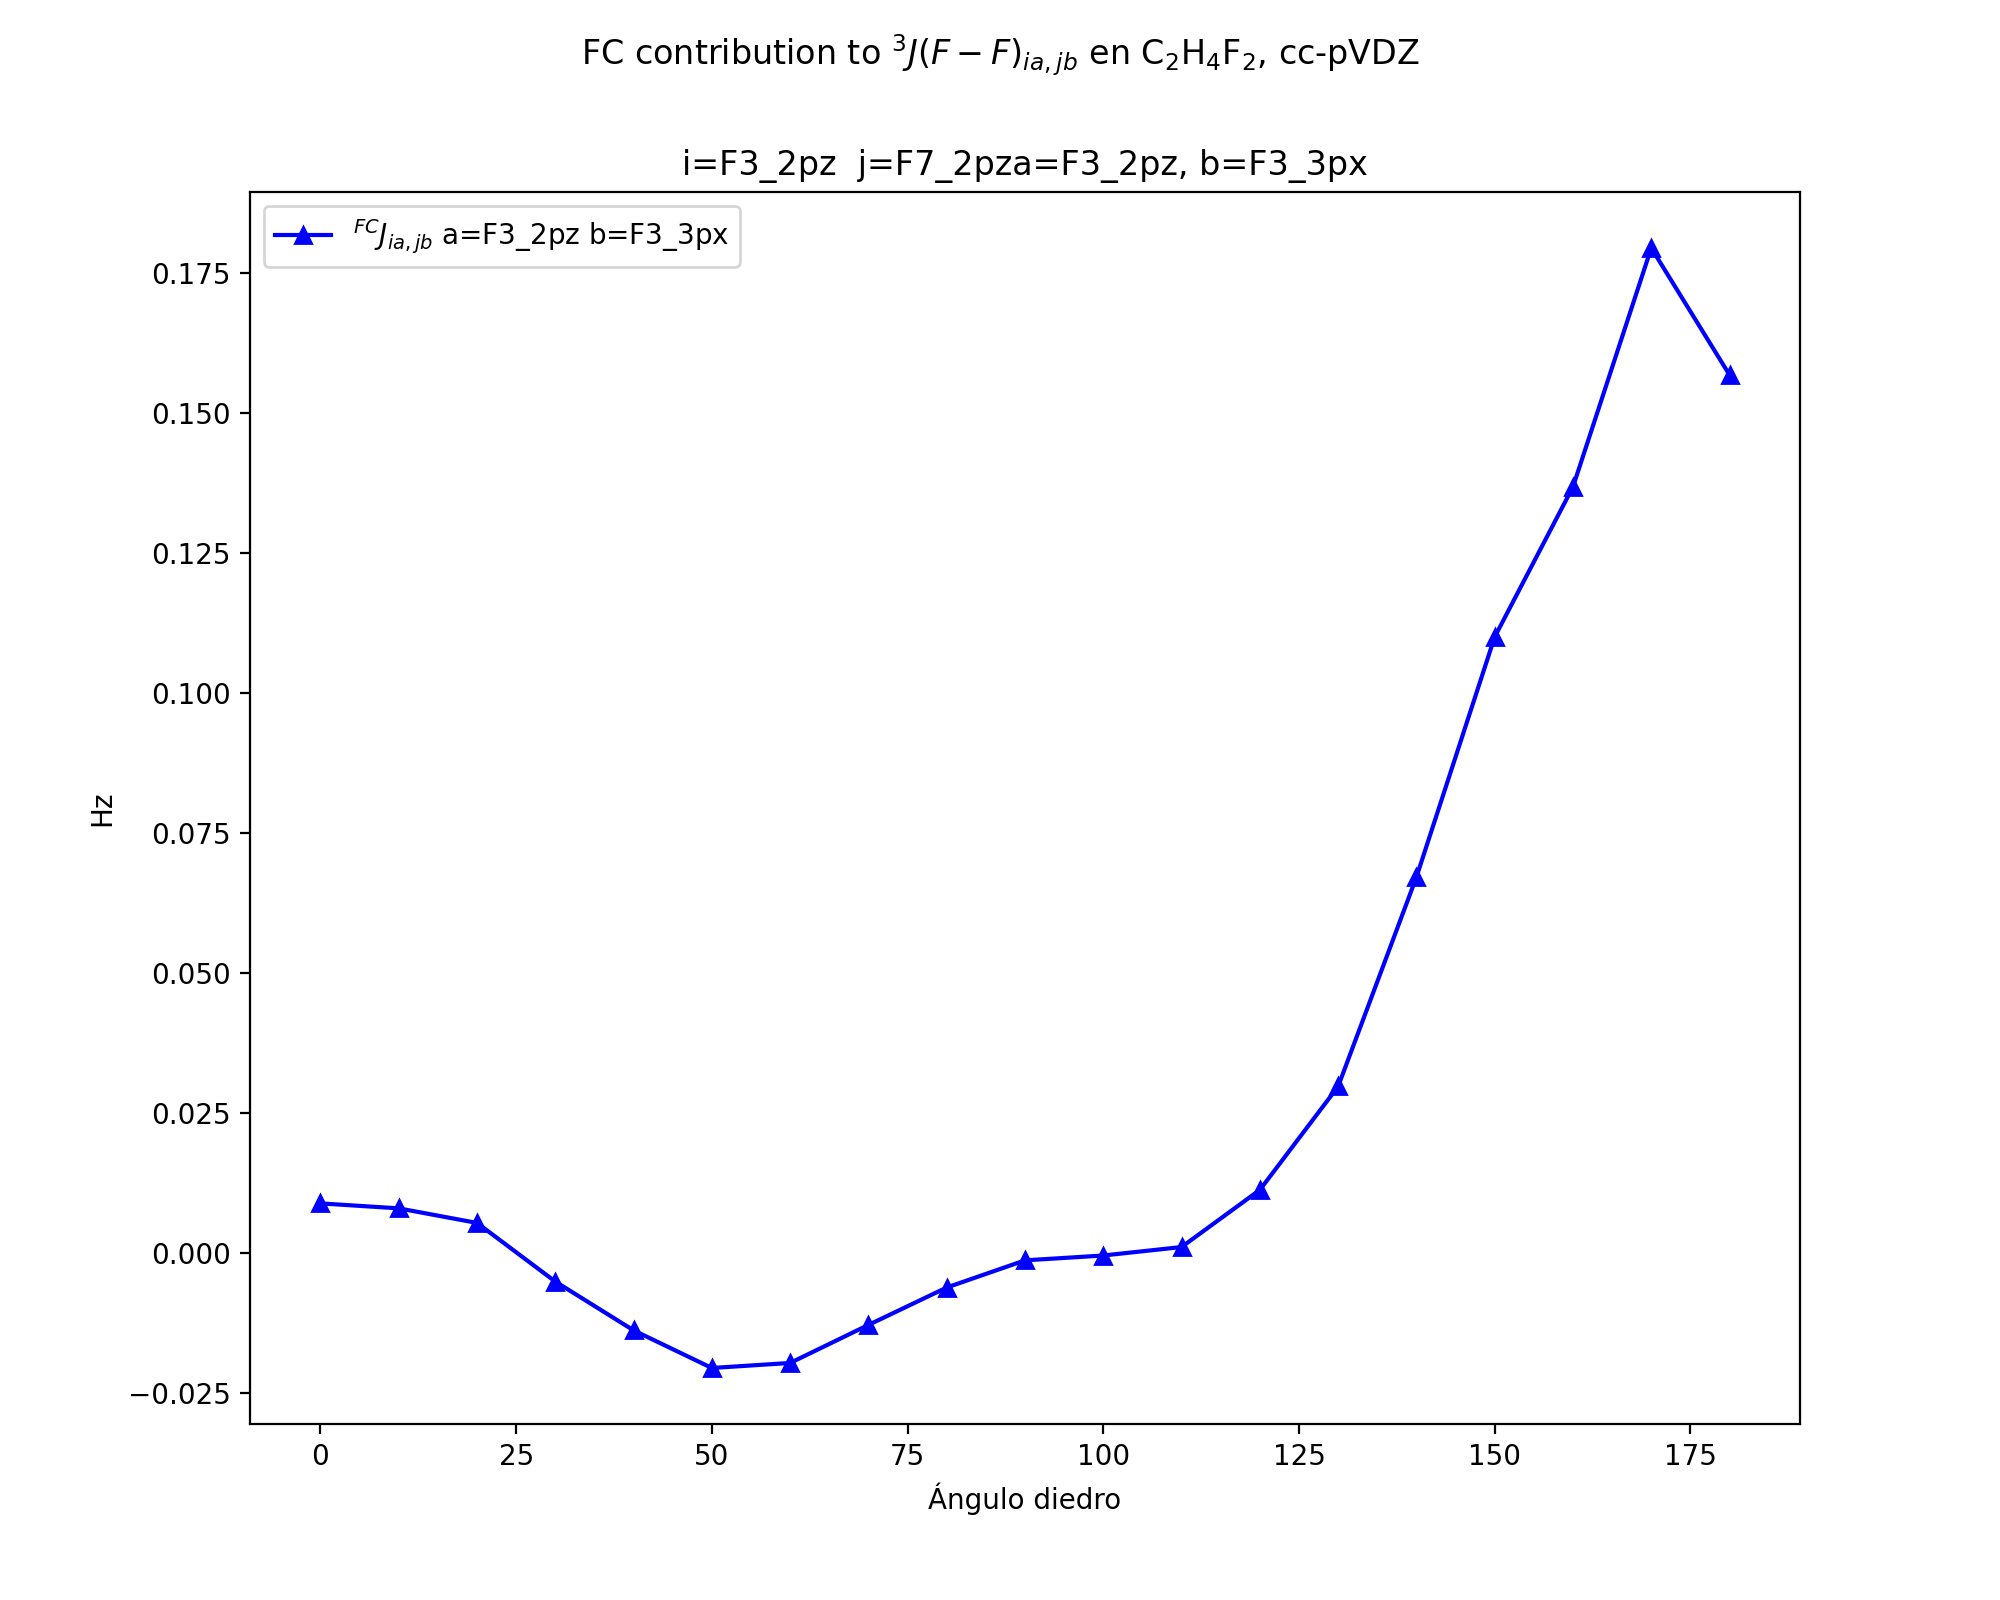 FC contribution to ³J(F − F)ᵢₐ,ⱼb en C₂H₄F₂, cc-pVDZ
i=F3_2pz  j=F7_2pza=F3_2pz, b=F3_3px
ᶠᶜJᵢₐ,ⱼb a=F3_2pz b=F3_3px
0.175
0.150
0.125
0.100
0.075
0.050
0.025
0.000
−0.025
Hz
0 25 50 75 100 125 150 175
Ángulo diedro